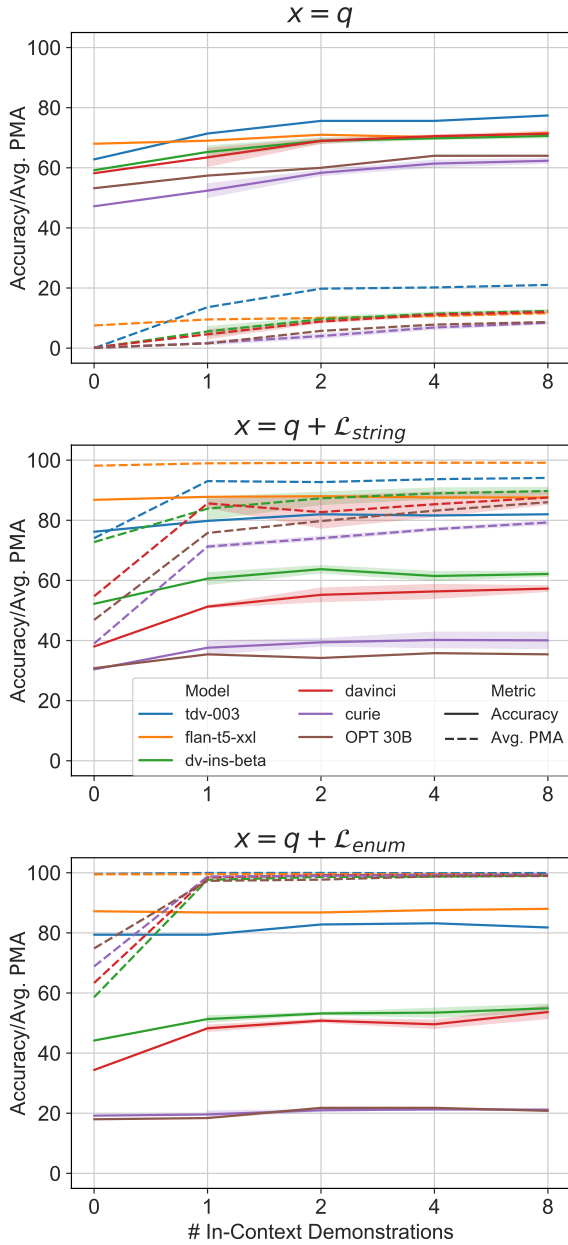 x = q
100
80
60
40
20
0
Accuracy/Avg. PMA
0 1 2 4 8
x = q + ℒstring
100
80
60
40
20
0
Accuracy/Avg. PMA
Model davinci Metric
tdv-003 curie Accuracy
flan-t5-xxl OPT 30B Avg. PMA
dv-ins-beta
0 1 2 4 8
x = q + ℒenum
100
80
60
40
20
0
Accuracy/Avg. PMA
0 1 2 4 8
# In-Context Demonstrations